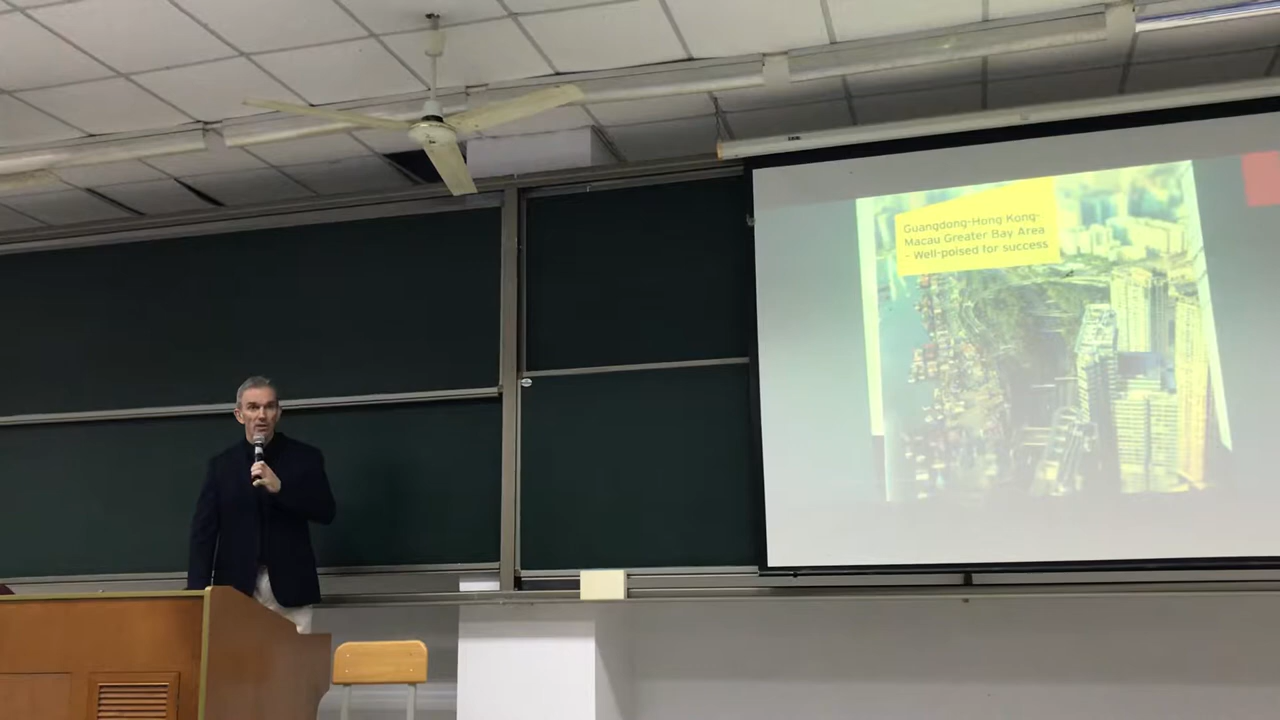 Guangdong-Hong Kong-
Macau Greater Bay Area
- Well-poised for success